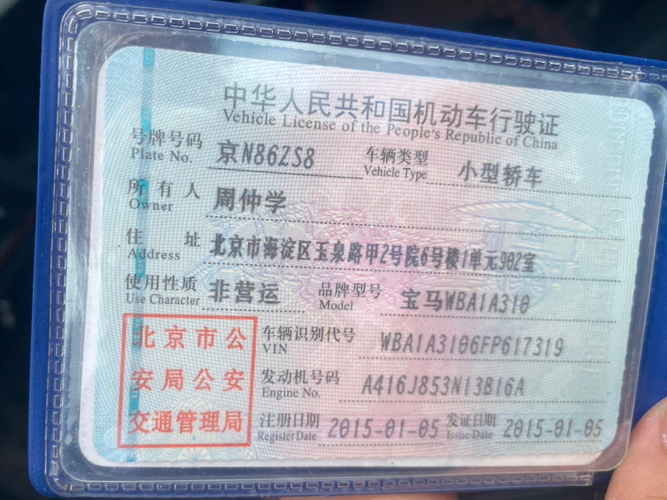 中华人民共和国机动车行驶证
Vehicle License of the People's Republic of China
号牌号码 京N86ZS8 车辆类型 小型轿车
Plate No. Vehicle Type
所有人 周仲学
Owner
住址 北京市海淀区玉泉路甲2号院6号楼1单元902室
Address
使用性质 非营运 品牌型号 宝马WBA1A310
Use Character Model
北京市公 车辆识别代号 WBA1A3106FP617319
VIN
安局公安 发动机号码 A416J853N13B16A
Engine No.
交通管理局 注册日期 2015-01-05 发证日期 2015-01-05
Register Date Issue Date